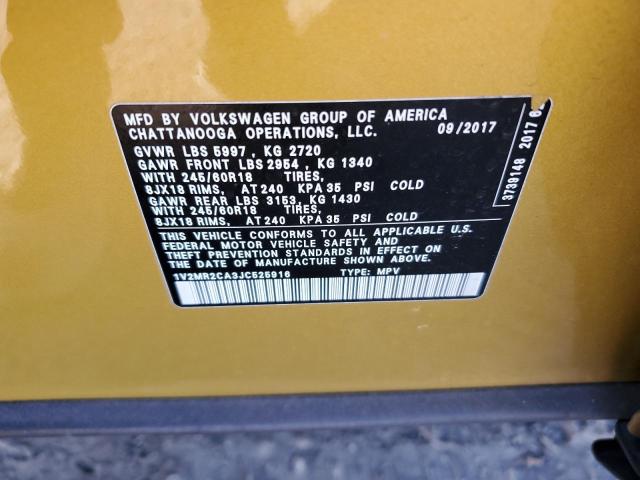 MFD BY VOLKSWAGEN GROUP OF AMERICA
CHATTANOOGA OPERATIONS, LLC. 09/2017
GVWR LBS 5997 , KG 2720
GAWR FRONT LBS 2954 , KG 1340
WITH 245/60R18 TIRES,
8JX18 RIMS, AT 240 KPA 35 PSI COLD
GAWR REAR LBS 3153, KG 1430
WITH 245/60R18 TIRES,
8JX18 RIMS, AT 240 KPA 35 PSI COLD
THIS VEHICLE CONFORMS TO ALL APPLICABLE U.S.
FEDERAL MOTOR VEHICLE SAFETY AND
THEFT PREVENTION STANDARDS IN EFFECT ON
THE DATE OF MANUFACTURE SHOWN ABOVE.
1V2MR2CA3JC525916 TYPE: MPV
3739148 2017